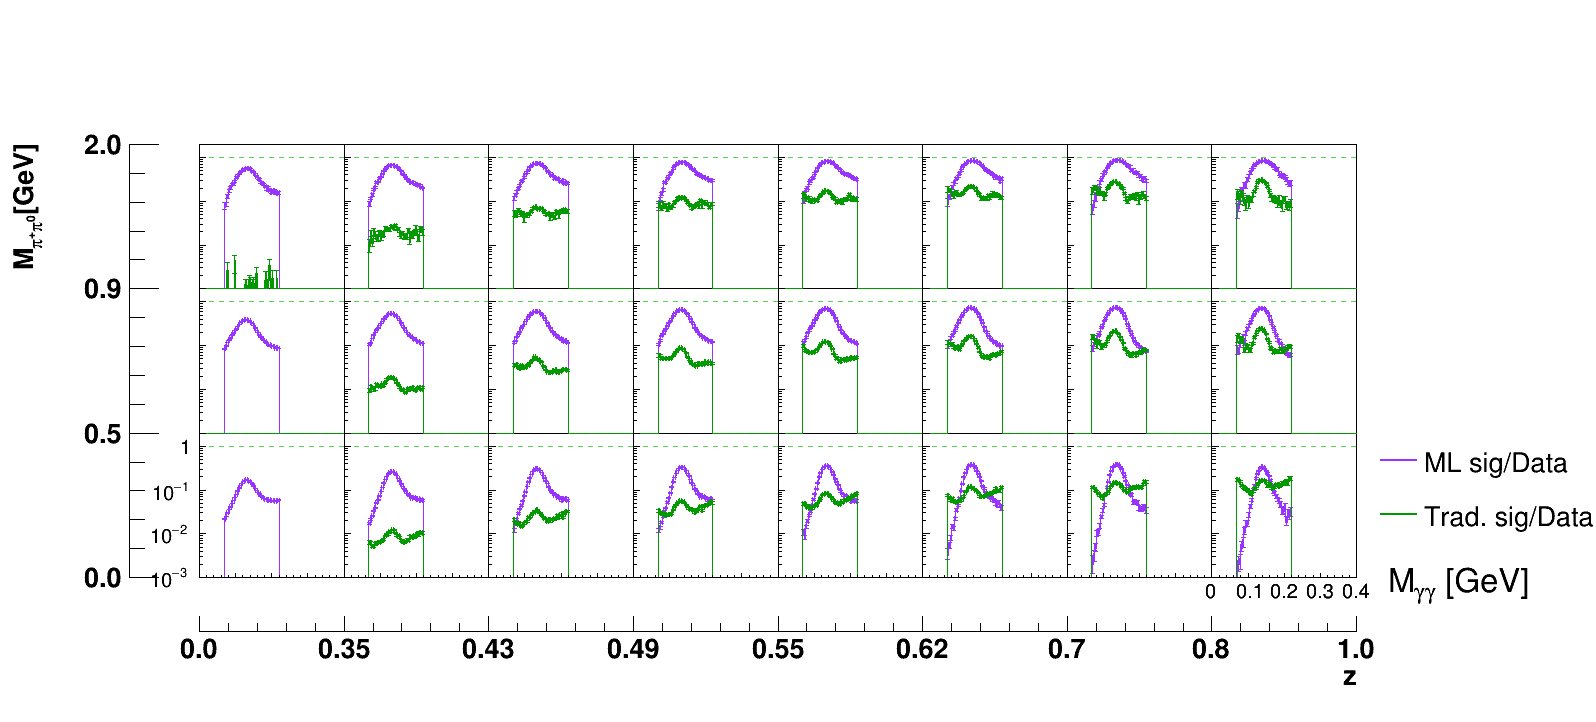 M π⁺π⁰ [GeV]
2.0
0.9
0.5
0.0
1
10⁻¹
10⁻²
10⁻³
ML sig/Data
Trad. sig/Data
0 0.1 0.2 0.3 0.4
M γγ [GeV]
0.0 0.35 0.43 0.49 0.55 0.62 0.7 0.8 1.0
z